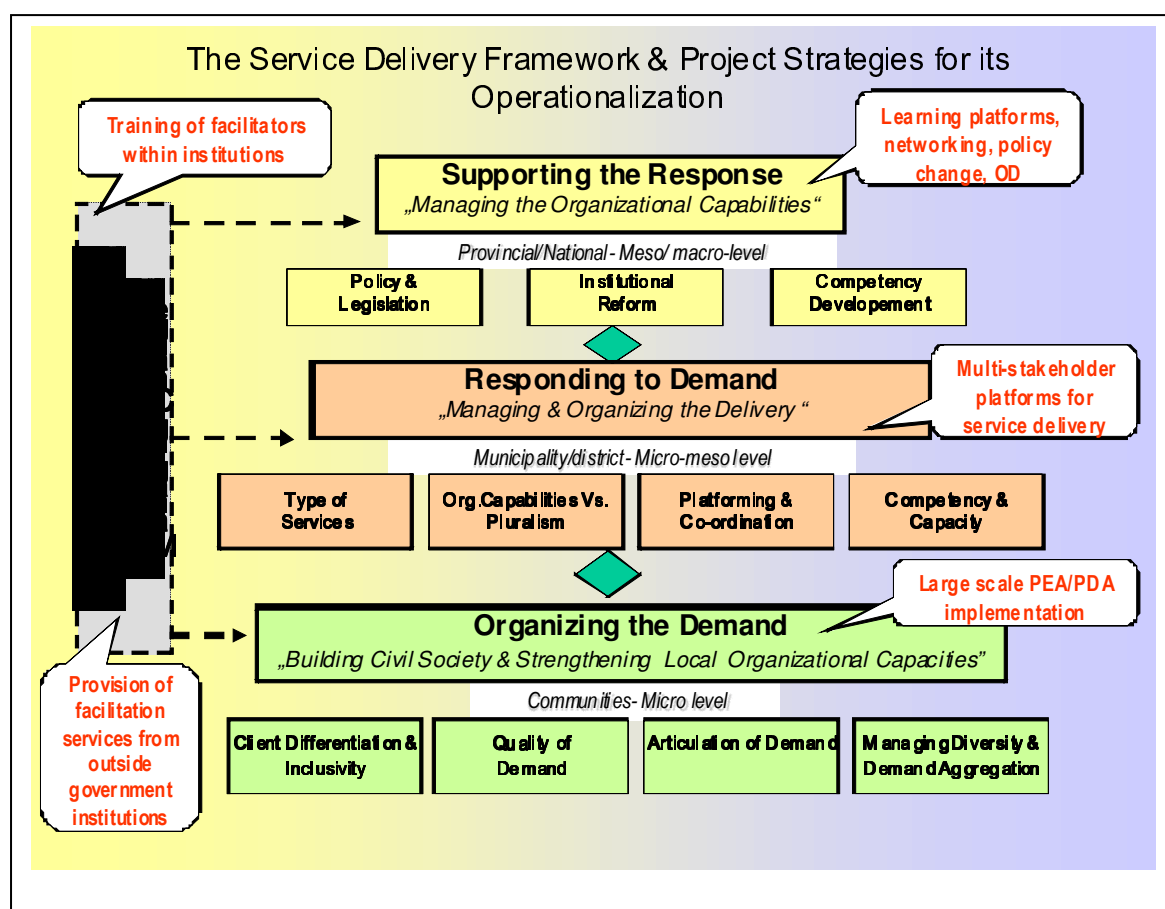 The Service Delivery Framework & Project Strategies for its
Operationalization
Training of facilitators
within institutions
Learning platforms,
networking, policy
change, OD
Supporting the Response
„Managing the Organizational Capabilities“
Provincial/National- Meso/ macro-level
Policy &
Legislation
Institutional
Reform
Competency
Developement
Responding to Demand
„Managing & Organizing the Delivery “
Multi-stakeholder
platforms for
service delivery
Municipality/district- Micro-meso level
Type of
Services
Org.Capabilities Vs.
Pluralism
Platforming &
Co-ordination
Competency &
Capacity
Large scale PEA/PDA
implementation
Organizing the Demand
„Building Civil Society & Strengthening Local Organizational Capacities”
Communities- Micro level
Provision of
facilitation
services from
outside
government
institutions
Client Differentiation &
Inclusivity
Quality of
Demand
Articulation of Demand
Managing Diversity &
Demand Aggregation